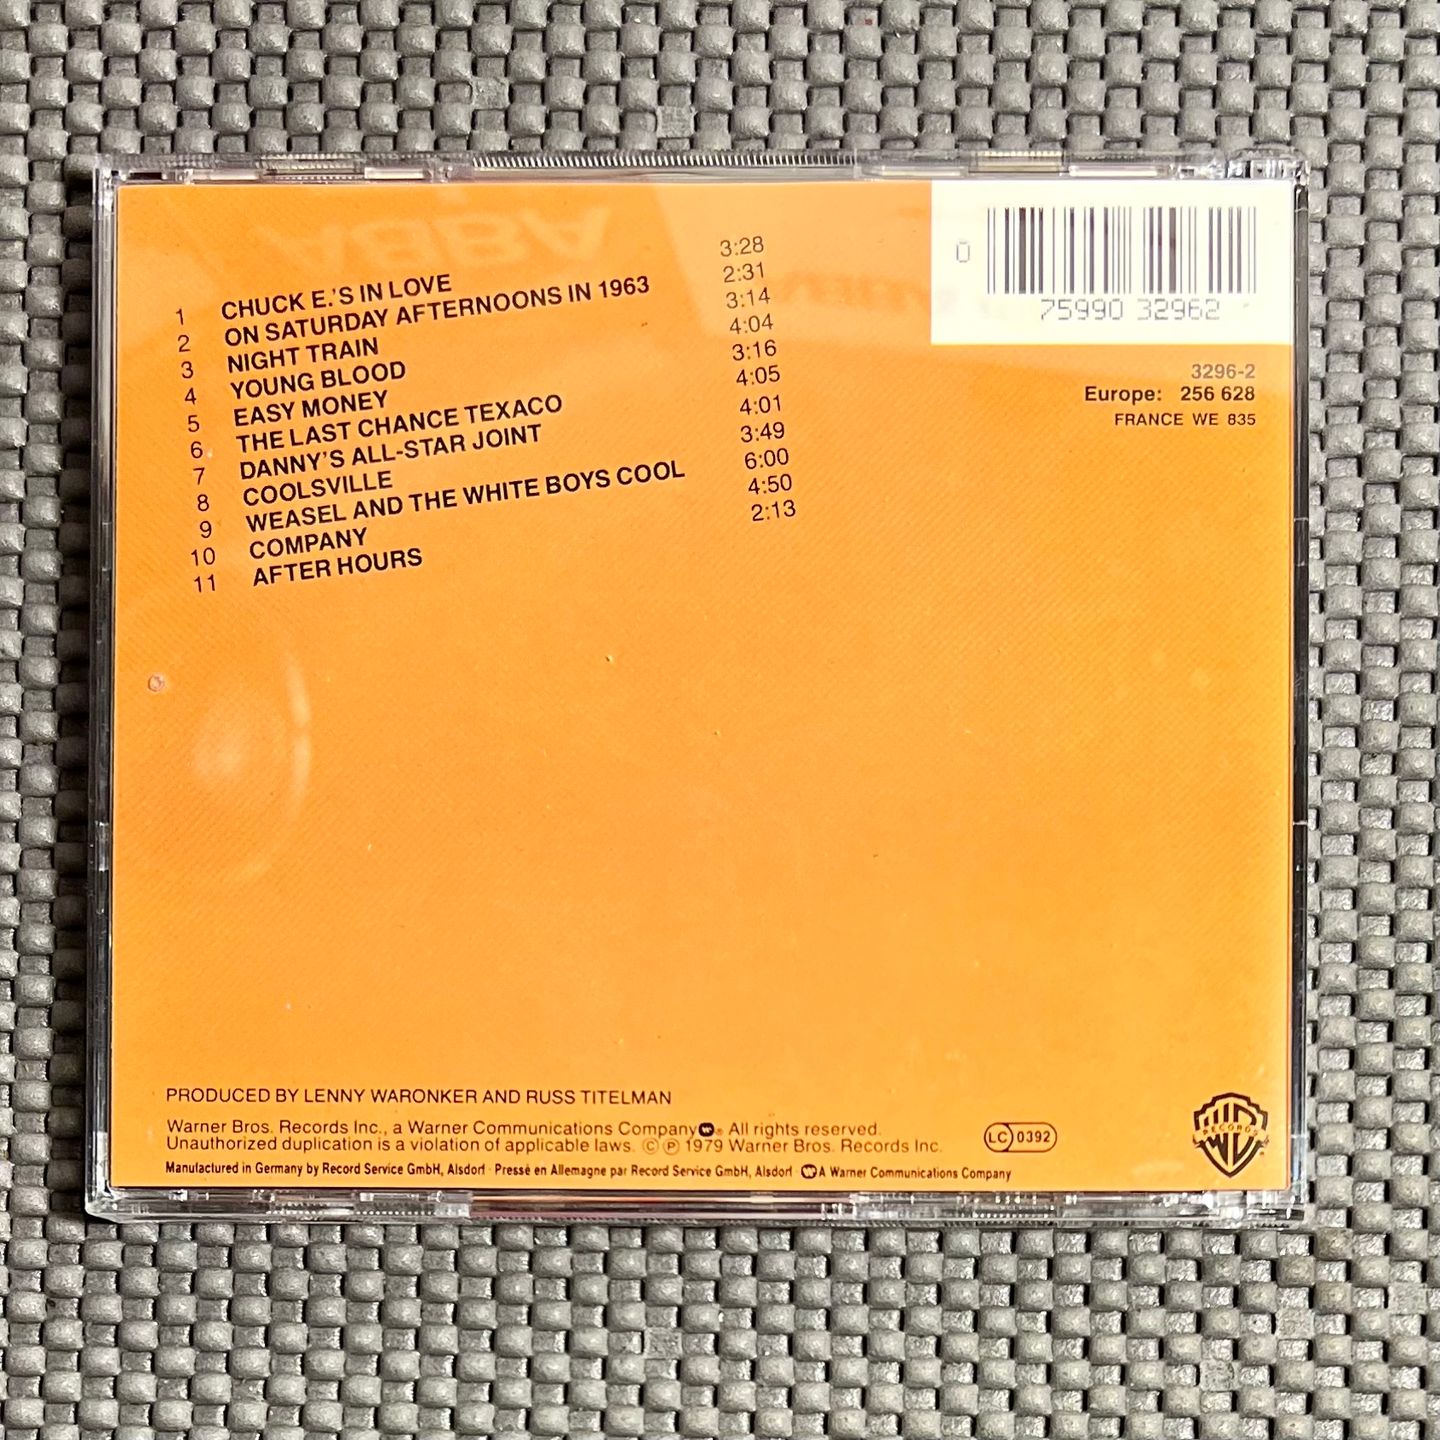 1 CHUCK E.'S IN LOVE 3:28
2 ON SATURDAY AFTERNOONS IN 1963 2:31
3 NIGHT TRAIN 3:14
4 YOUNG BLOOD 4:04
5 EASY MONEY 3:16
6 THE LAST CHANCE TEXACO 4:05
7 DANNY'S ALL-STAR JOINT 4:01
8 COOLSVILLE 3:49
9 WEASEL AND THE WHITE BOYS COOL 6:00
10 COMPANY 4:50
11 AFTER HOURS 2:13
0 75990 32962
3296-2
Europe: 256 628
FRANCE WE 835
PRODUCED BY LENNY WARONKER AND RUSS TITELMAN
Warner Bros. Records Inc., a Warner Communications Company. All rights reserved.
Unauthorized duplication is a violation of applicable laws. © ℗ 1979 Warner Bros. Records Inc.
Manufactured in Germany by Record Service GmbH, Alsdorf · Pressé en Allemagne par Record Service GmbH, Alsdorf · A Warner Communications Company
LC 0392
WB RECORDS